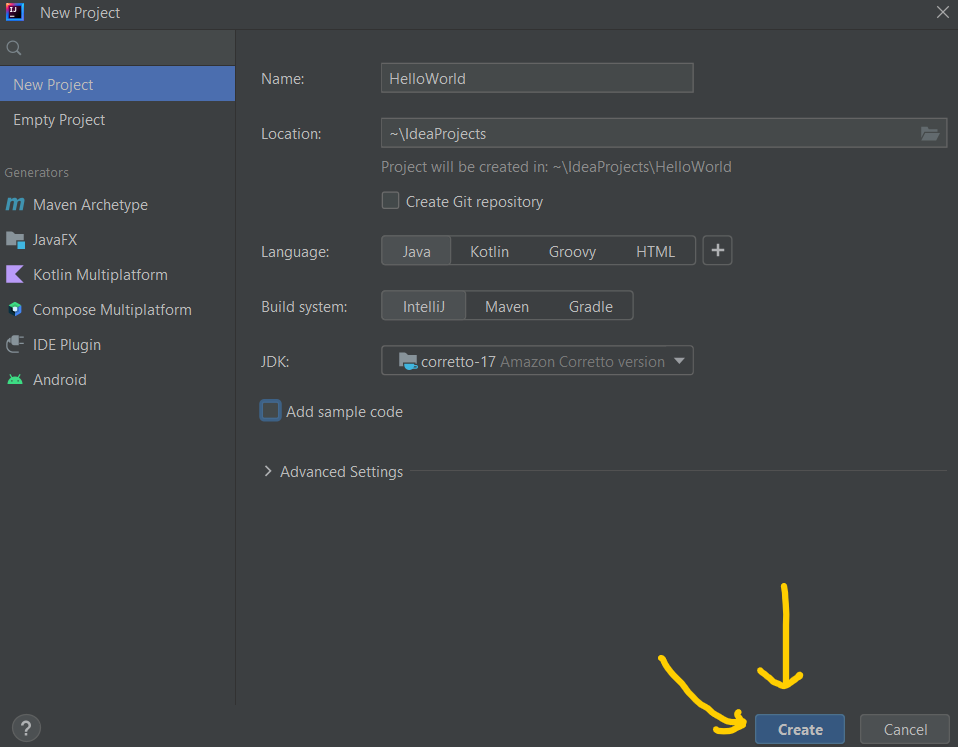 New Project
New Project
Empty Project
Generators
Maven Archetype
JavaFX
Kotlin Multiplatform
Compose Multiplatform
IDE Plugin
Android
Name: HelloWorld
Location: ~\IdeaProjects
Project will be created in: ~\IdeaProjects\HelloWorld
Create Git repository
Language: Java Kotlin Groovy HTML +
Build system: IntelliJ Maven Gradle
JDK: corretto-17 Amazon Corretto version
Add sample code
Advanced Settings
? Create Cancel